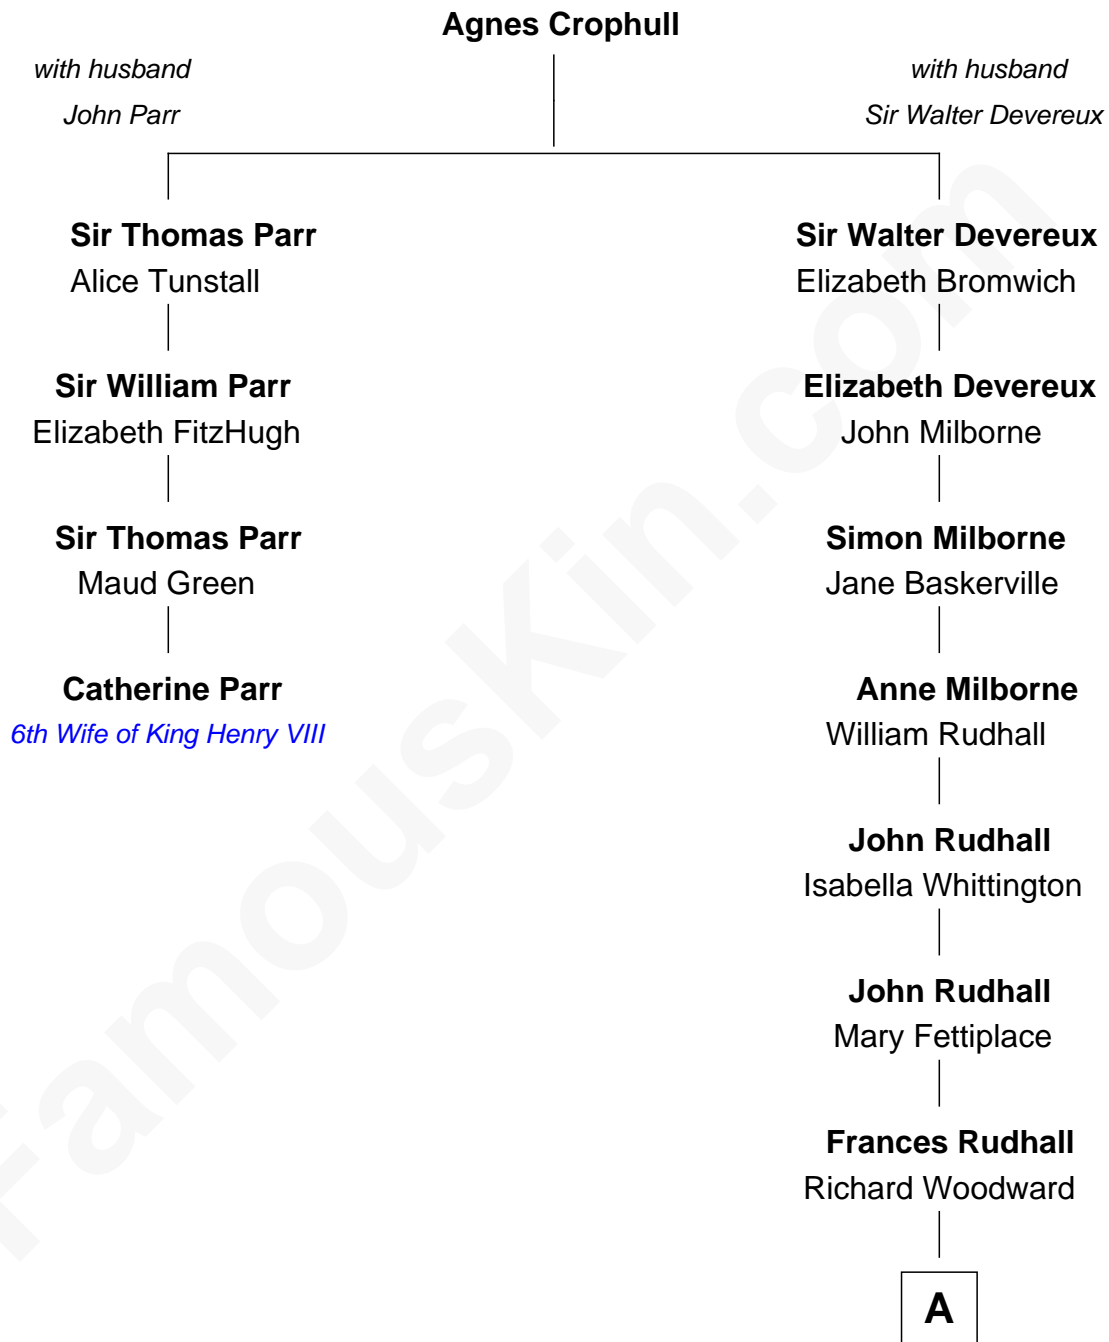 Agnes Crophull
with husband
John Parr
with husband
Sir Walter Devereux
Sir Thomas Parr
Alice Tunstall
Sir William Parr
Elizabeth FitzHugh
Sir Thomas Parr
Maud Green
Catherine Parr
6th Wife of King Henry VIII
Sir Walter Devereux
Elizabeth Bromwich
Elizabeth Devereux
John Milborne
Simon Milborne
Jane Baskerville
Anne Milborne
William Rudhall
John Rudhall
Isabella Whittington
John Rudhall
Mary Fettiplace
Frances Rudhall
Richard Woodward
A
FamousKin.com